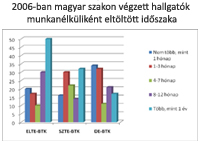 2006-ban magyar szakon végzett hallgatók
munkanélküliként eltöltött időszaka
50
45
40
35
30
25
20
15
10
5
0
ELTE-BTK
SZTE-BTK
DE-BTK
Nem több, mint
1 hónap
1-3 hónap
4-7 hónap
8-12 hónap
Több, mint 1 év